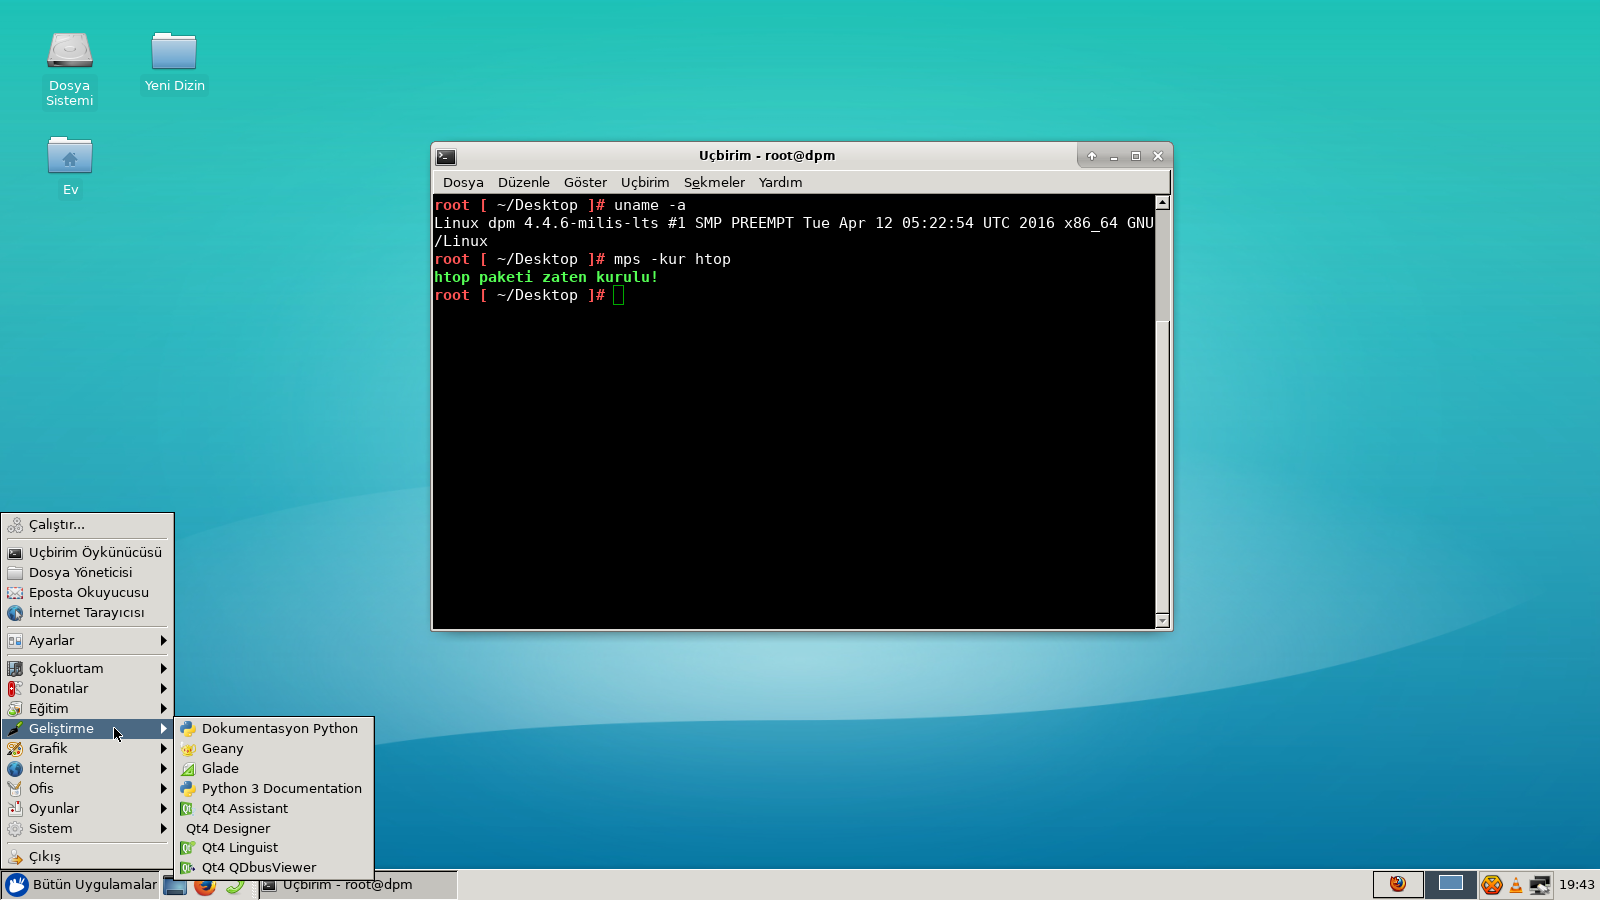 Dosya
Sistemi
Yeni Dizin
Ev
Uçbirim - root@dpm
Dosya Düzenle Göster Uçbirim Sekmeler Yardım
root [ ~/Desktop ]# uname -a
Linux dpm 4.4.6-milis-lts #1 SMP PREEMPT Tue Apr 12 05:22:54 UTC 2016 x86_64 GNU
/Linux
root [ ~/Desktop ]# mps -kur htop
htop paketi zaten kurulu!
root [ ~/Desktop ]#
Çalıştır...
Uçbirim Öykünücüsü
Dosya Yöneticisi
Eposta Okuyucusu
İnternet Tarayıcısı
Ayarlar
Çokluortam
Donatılar
Eğitim
Geliştirme
Grafik
İnternet
Ofis
Oyunlar
Sistem
Çıkış
Dokumentasyon Python
Geany
Glade
Python 3 Documentation
Qt4 Assistant
Qt4 Designer
Qt4 Linguist
Qt4 QDbusViewer
Bütün Uygulamalar
Uçbirim - root@dpm
19:43